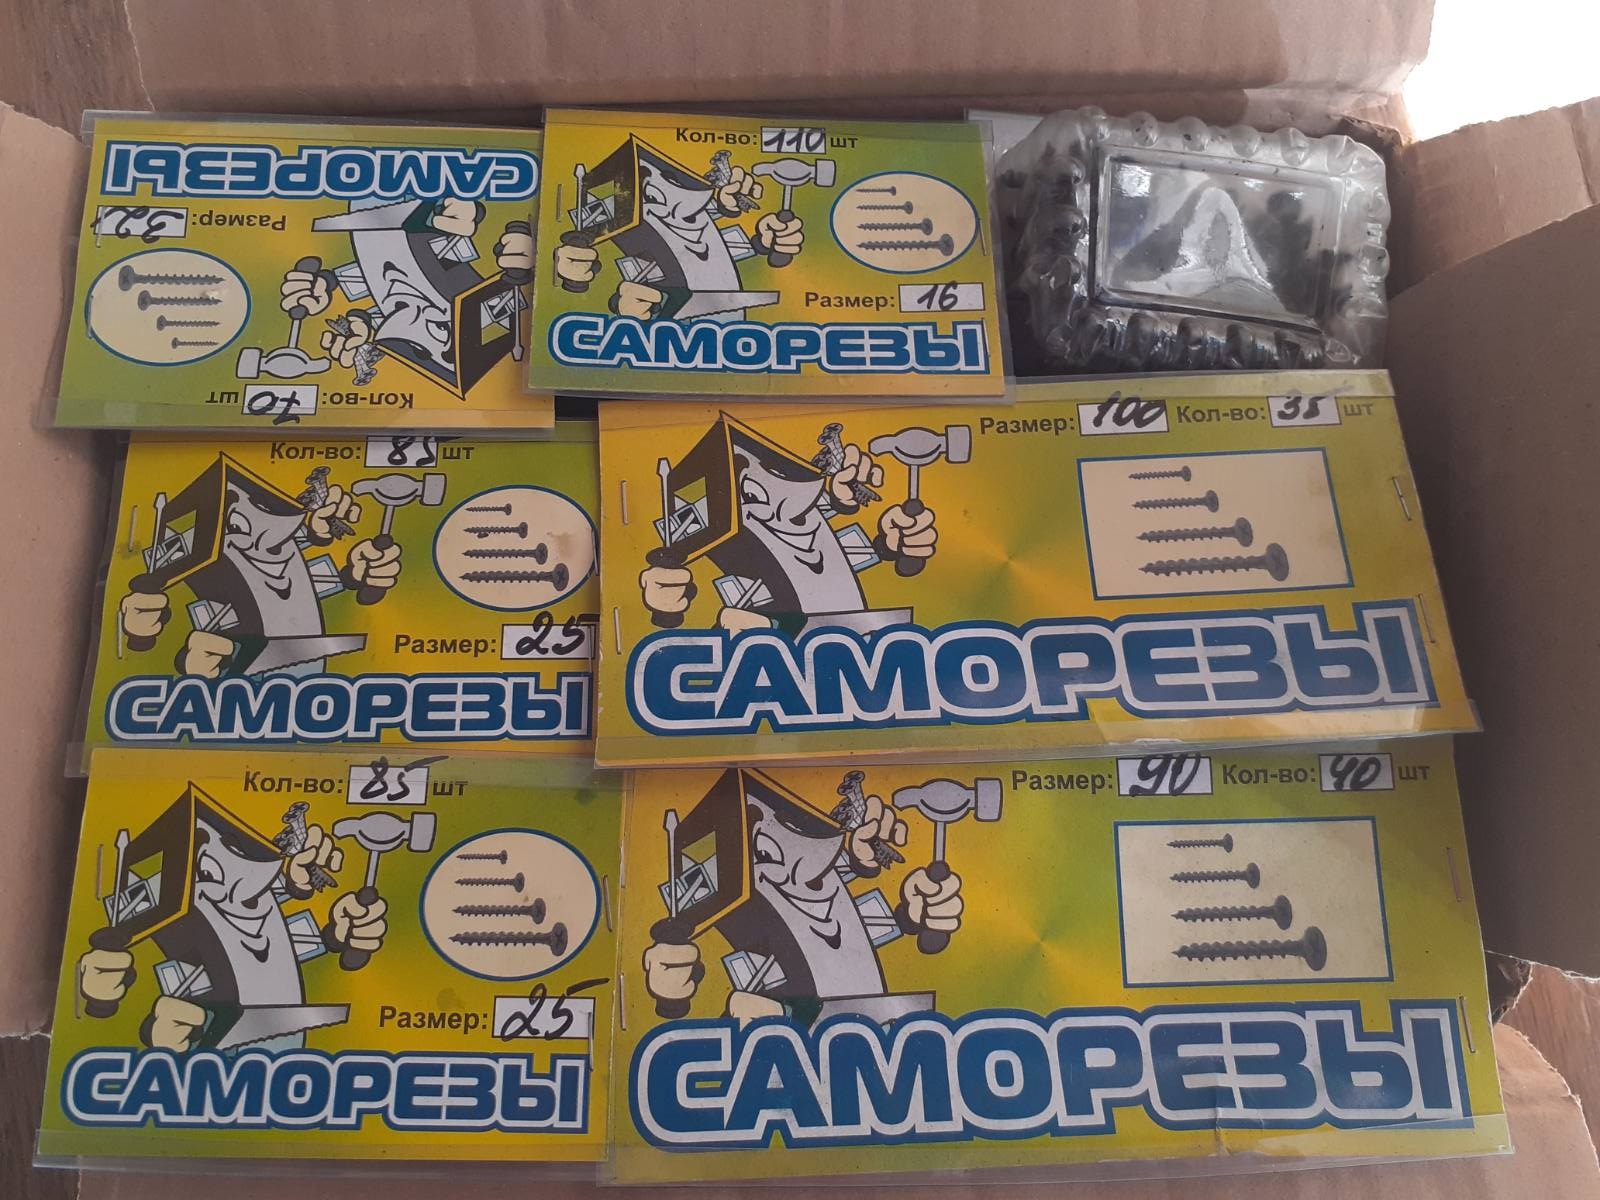 САМОРЕЗЫ
Размер: 32
Кол-во: 70 шт
Кол-во: 110 шт
Размер: 16
САМОРЕЗЫ
Кол-во: 85 шт
Размер: 25
САМОРЕЗЫ
Размер: 100 Кол-во: 35 шт
САМОРЕЗЫ
Кол-во: 85 шт
Размер: 25
САМОРЕЗЫ
Размер: 90 Кол-во: 40 шт
САМОРЕЗЫ